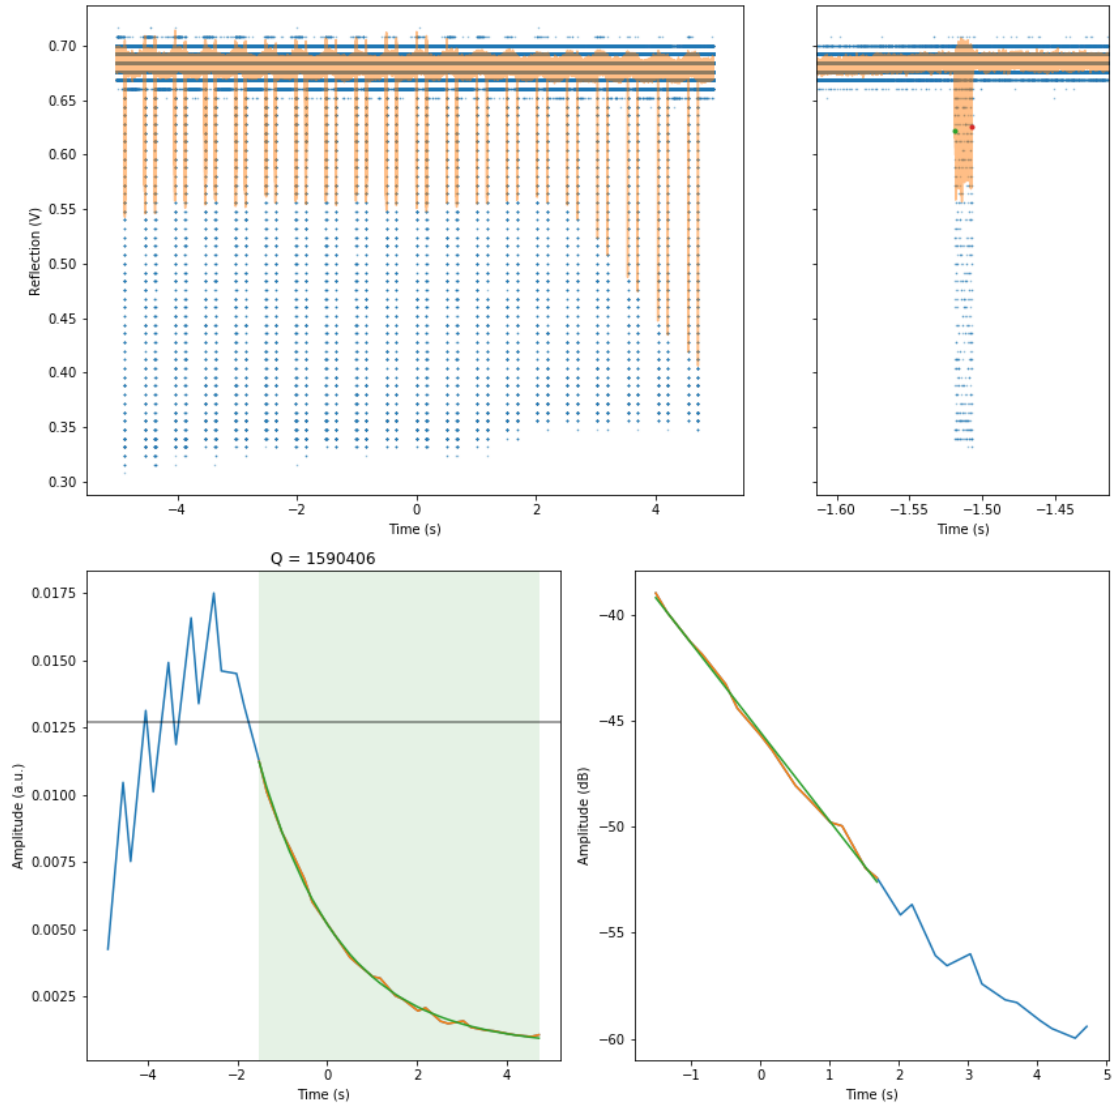 0.70
0.65
0.60
0.55
0.50
0.45
0.40
0.35
0.30
Reflection (V)
−4 −2 0 2 4
Time (s)
−1.60 −1.55 −1.50 −1.45
Time (s)
Q = 1590406
0.0175
0.0150
0.0125
0.0100
0.0075
0.0050
0.0025
Amplitude (a.u.)
−4 −2 0 2 4
Time (s)
−40
−45
−50
−55
−60
Amplitude (dB)
−1 0 1 2 3 4 5
Time (s)